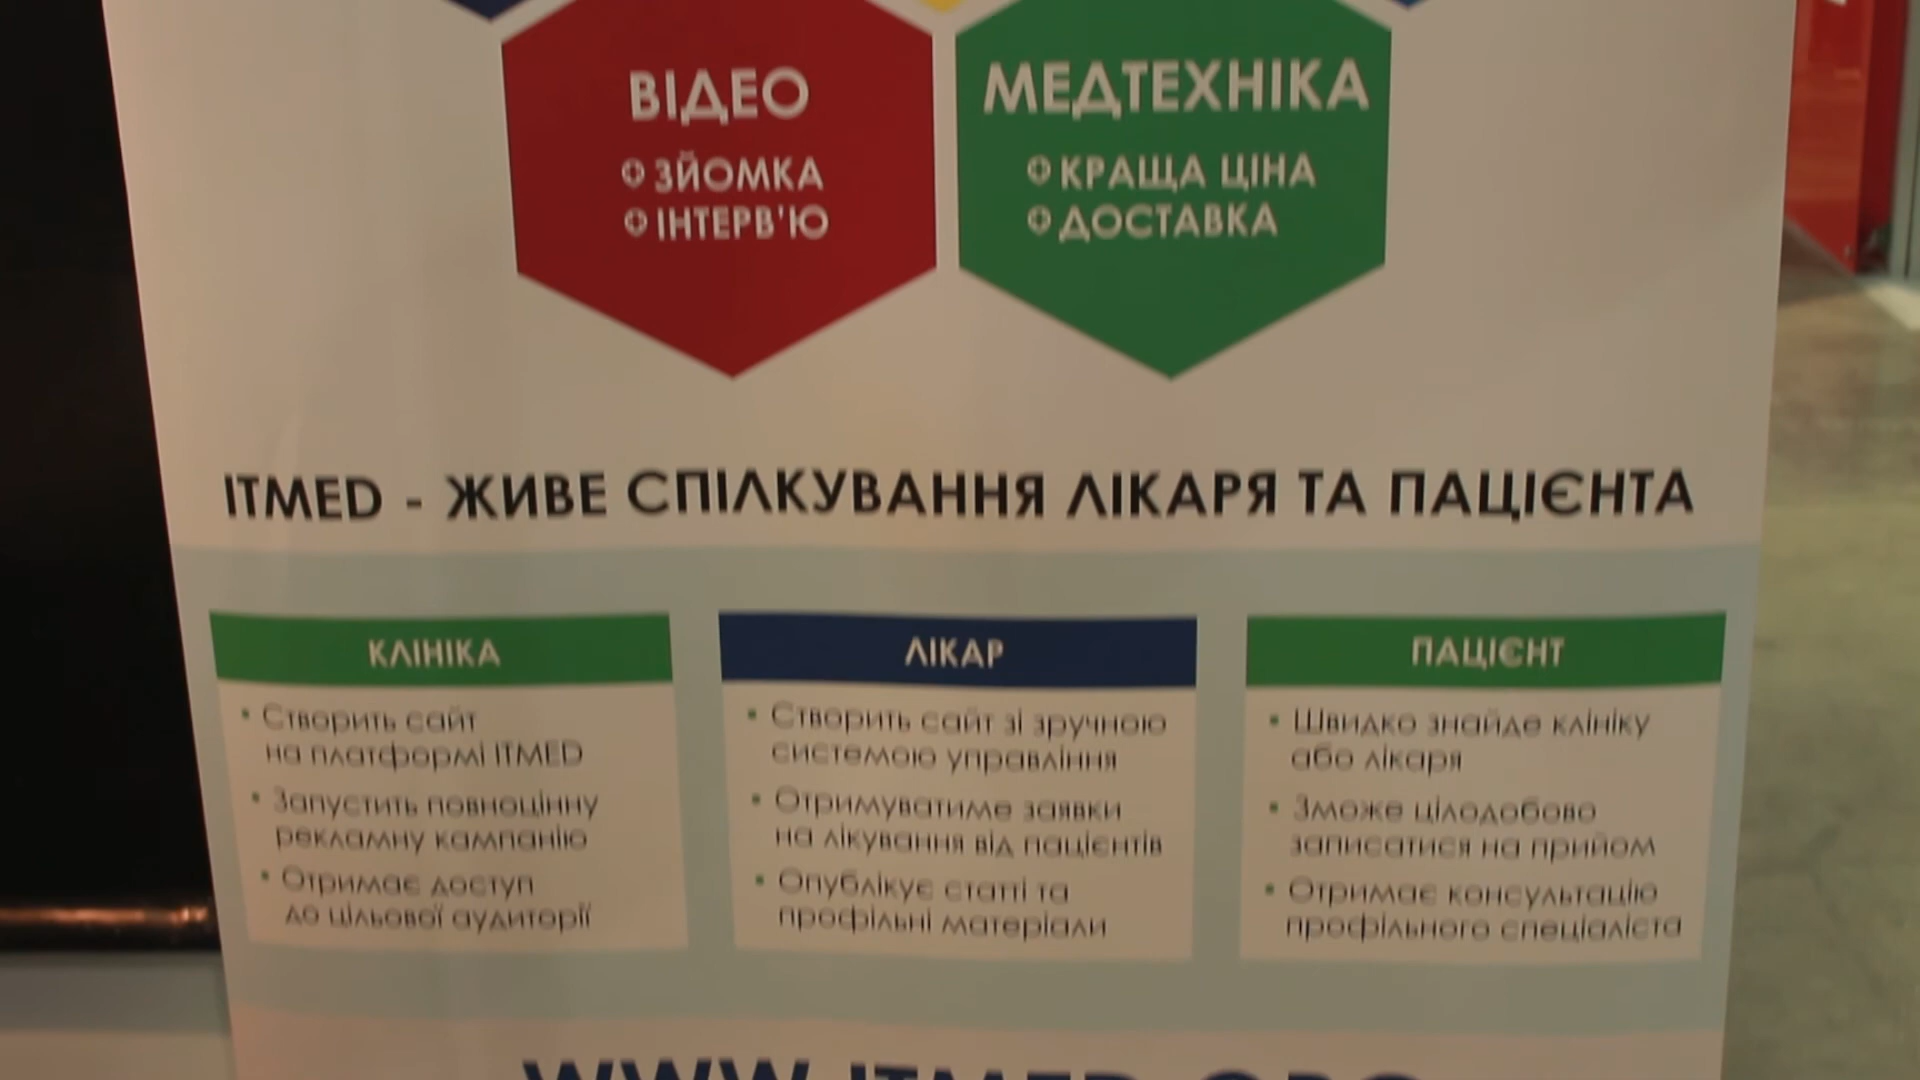 ВІДЕО
ЗЙОМКА
ІНТЕРВ'Ю
МЕДТЕХНІКА
КРАЩА ЦІНА
ДОСТАВКА
ITMED - ЖИВЕ СПІЛКУВАННЯ ЛІКАРЯ ТА ПАЦІЄНТА
КЛІНІКА
• Створить сайт
на платформі ITMED
• Запустить повноцінну
рекламну кампанію
• Отримає доступ
до цільової аудиторії
ЛІКАР
• Створить сайт зі зручною
системою управління
• Отримуватиме заявки
на лікування від пацієнтів
• Опублікує статті та
профільні матеріали
ПАЦІЄНТ
• Швидко знайде клініку
або лікаря
• Зможе цілодобово
записатися на прийом
• Отримає консультацію
профільного спеціаліста
WWW.ITMED.ORG